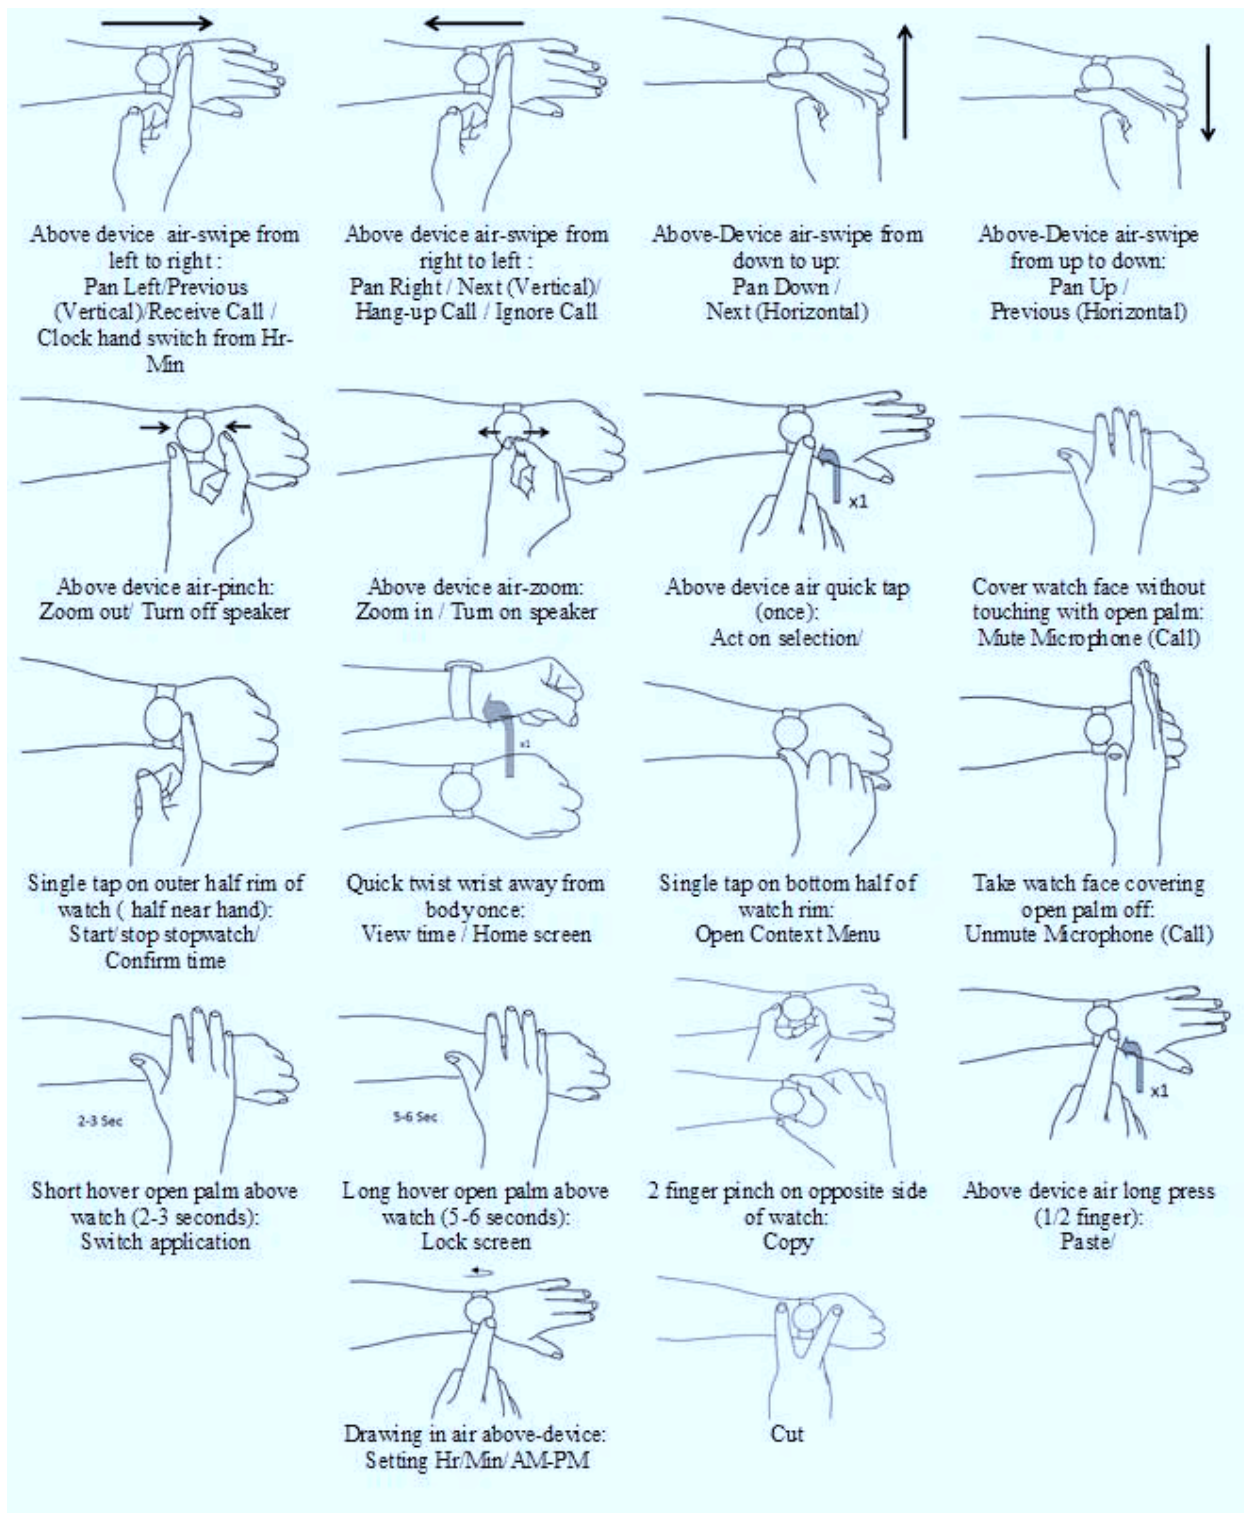 Above device air-swipe from
left to right :
Pan Left/Previous
(Vertical)/Receive Call /
Clock hand switch from Hr-
Min
Above device air-swipe from
right to left :
Pan Right / Next (Vertical)/
Hang-up Call / Ignore Call
Above-Device air-swipe from
down to up:
Pan Down /
Next (Horizontal)
Above-Device air-swipe
from up to down:
Pan Up /
Previous (Horizontal)
Above device air-pinch:
Zoom out/ Turn off speaker
Above device air-zoom:
Zoom in / Turn on speaker
x1
Above device air quick tap
(once):
Act on selection/
Cover watch face without
touching with open palm:
Mute Microphone (Call)
Single tap on outer half rim of
watch ( half near hand):
Start/stop stopwatch/
Confirm time
x1
Quick twist wrist away from
bodyonce:
View time / Home screen
Single tap on bottom half of
watch rim:
Open Context Menu
Take watch face covering
open palm off:
Unmute Microphone (Call)
2-3 Sec
Short hover open palm above
watch (2-3 seconds):
Switch application
5-6 Sec
Long hover open palm above
watch (5-6 seconds):
Lock screen
2 finger pinch on opposite side
of watch:
Copy
x1
Above device air long press
(1/2 finger):
Paste/
Drawing in air above-device:
Setting Hr/Min/AM-PM
Cut